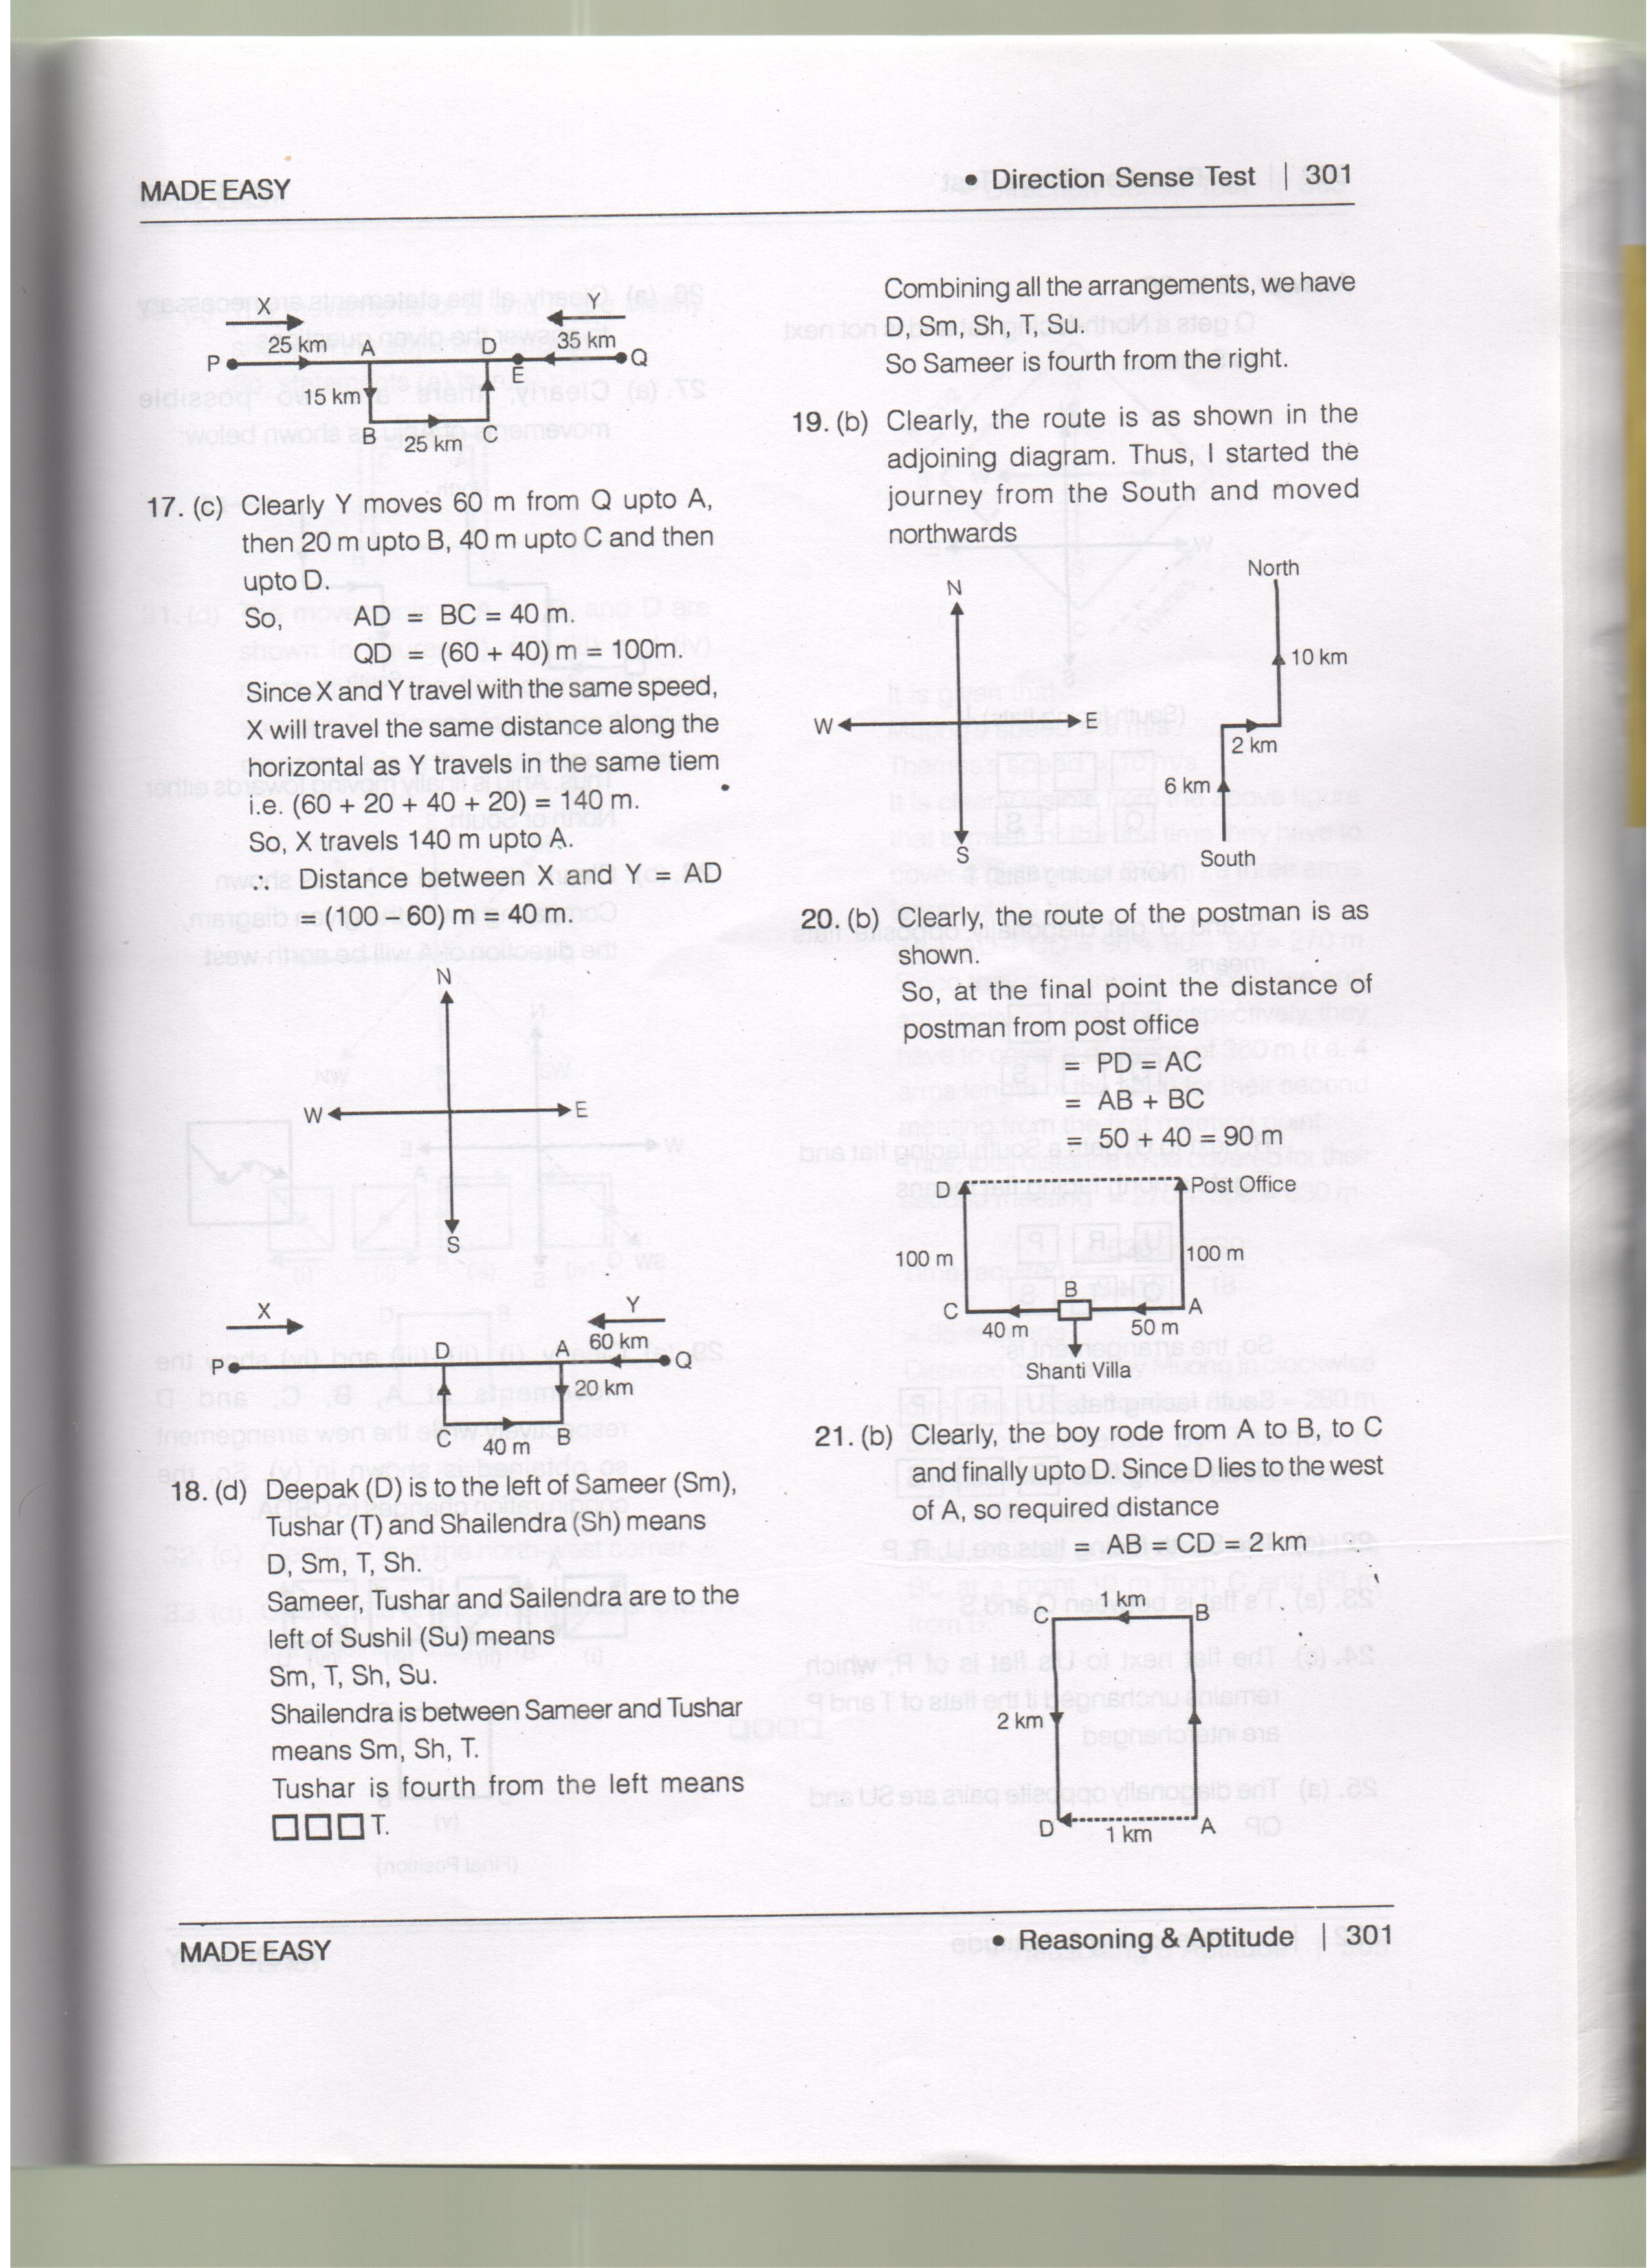 MADE EASY
• Direction Sense Test | 301
X
Y
25 km
A
D
35 km
P
E
Q
15 km
B
25 km
C
17. (c) Clearly Y moves 60 m from Q upto A,
then 20 m upto B, 40 m upto C and then
upto D.
So, AD = BC = 40 m.
QD = (60 + 40) m = 100m.
Since X and Y travel with the same speed,
X will travel the same distance along the
horizontal as Y travels in the same tiem
i.e. (60 + 20 + 40 + 20) = 140 m.
So, X travels 140 m upto A.
∴ Distance between X and Y = AD
= (100 – 60) m = 40 m.
N
W
E
S
X
Y
D
A
60 km
P
Q
20 km
C
40 m
B
18. (d) Deepak (D) is to the left of Sameer (Sm),
Tushar (T) and Shailendra (Sh) means
D, Sm, T, Sh.
Sameer, Tushar and Sailendra are to the
left of Sushil (Su) means
Sm, T, Sh, Su.
Shailendra is between Sameer and Tushar
means Sm, Sh, T.
Tushar is fourth from the left means
□□□ T.
Combining all the arrangements, we have
D, Sm, Sh, T, Su.
So Sameer is fourth from the right.
19. (b) Clearly, the route is as shown in the
adjoining diagram. Thus, I started the
journey from the South and moved
northwards
North
N
10 km
W
E
2 km
6 km
S
South
20. (b) Clearly, the route of the postman is as
shown.
So, at the final point the distance of
postman from post office
= PD = AC
= AB + BC
= 50 + 40 = 90 m
D
Post Office
100 m
100 m
B
C
A
40 m
50 m
Shanti Villa
21. (b) Clearly, the boy rode from A to B, to C
and finally upto D. Since D lies to the west
of A, so required distance
= AB = CD = 2 km
1 km
C
B
2 km
D
1 km
A
MADE EASY
• Reasoning & Aptitude | 301